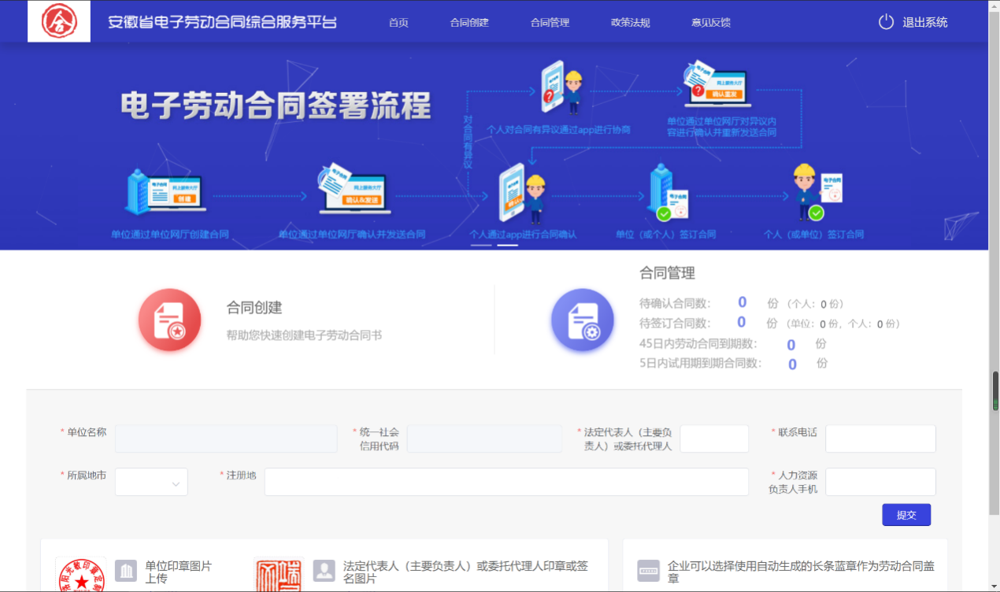 安徽省电子劳动合同综合服务平台 首页 合同创建 合同管理 政策法规 意见反馈 退出系统
电子劳动合同签署流程
对合同有异议
个人对合同有异议通过app进行协商
单位通过单位网厅对异议内
容进行确认并重新发送合同
单位通过单位网厅创建合同
单位通过单位网厅确认并发送合同
个人通过app进行合同确认
单位（或个人）签订合同
个人（或单位）签订合同
合同创建
帮助您快速创建电子劳动合同书
合同管理
待确认合同数： 0 份 （个人：0 份）
待签订合同数： 0 份 （单位：0 份，个人：0 份）
45日内劳动合同到期数： 0 份
5日内试用期到期合同数： 0 份
* 单位名称
* 统一社会
信用代码
* 法定代表人（主要负
责人）或委托代理人
* 联系电话
* 所属地市
* 注册地
* 人力资源
负责人手机
提交
单位印章图片
上传
法定代表人（主要负责人）或委托代理人印章或签
名图片
企业可以选择使用自动生成的长条蓝章作为劳动合同盖
章